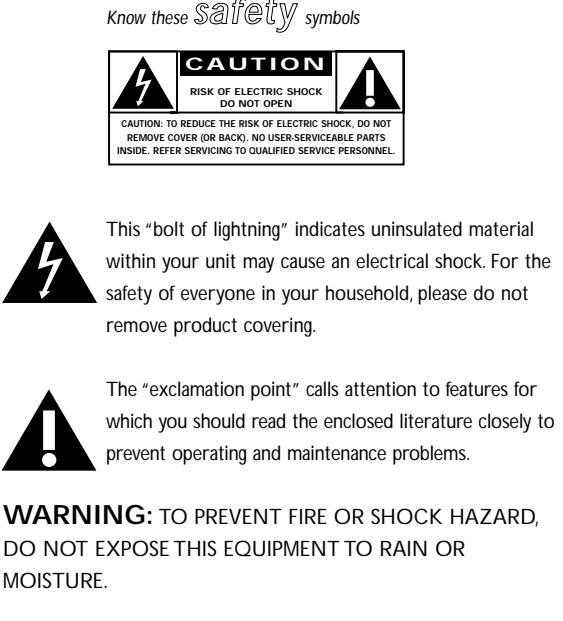 Know these safety symbols
CAUTION
RISK OF ELECTRIC SHOCK
DO NOT OPEN
CAUTION: TO REDUCE THE RISK OF ELECTRIC SHOCK, DO NOT
REMOVE COVER (OR BACK). NO USER-SERVICEABLE PARTS
INSIDE. REFER SERVICING TO QUALIFIED SERVICE PERSONNEL.
This “bolt of lightning” indicates uninsulated material
within your unit may cause an electrical shock. For the
safety of everyone in your household, please do not
remove product covering.
The “exclamation point” calls attention to features for
which you should read the enclosed literature closely to
prevent operating and maintenance problems.
WARNING: TO PREVENT FIRE OR SHOCK HAZARD,
DO NOT EXPOSE THIS EQUIPMENT TO RAIN OR
MOISTURE.